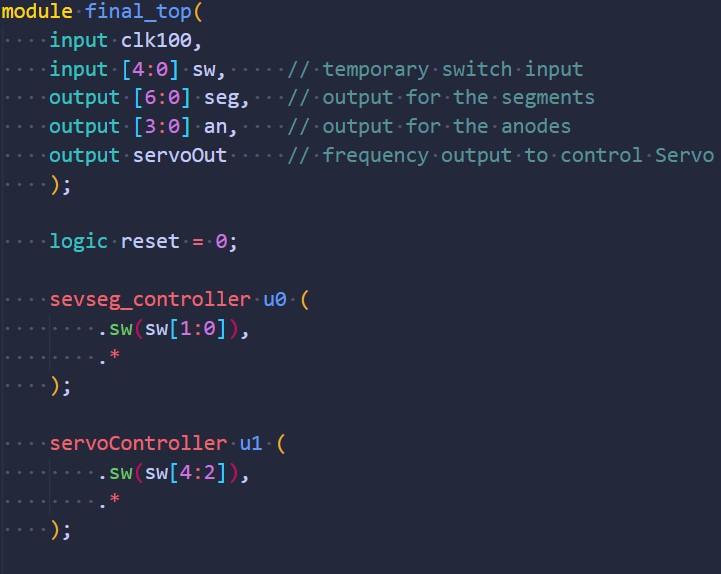 module final_top(
input clk100,
input [4:0] sw, // temporary switch input
output [6:0] seg, // output for the segments
output [3:0] an, // output for the anodes
output servoOut // frequency output to control Servo
);
logic reset = 0;
sevseg_controller u0 (
.sw(sw[1:0]),
.*
);
servoController u1 (
.sw(sw[4:2]),
.*
);